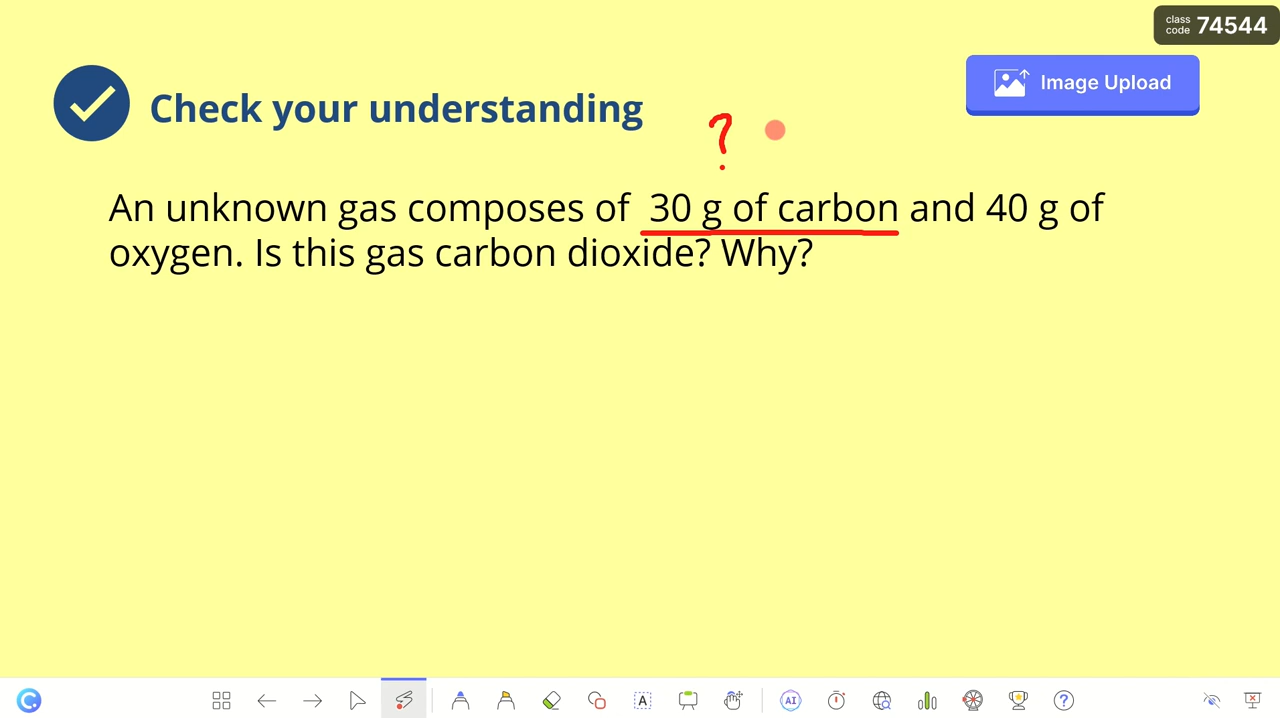 class code 74544
Image Upload
Check your understanding
?
An unknown gas composes of 30 g of carbon and 40 g of
oxygen. Is this gas carbon dioxide? Why?
A
AI
?